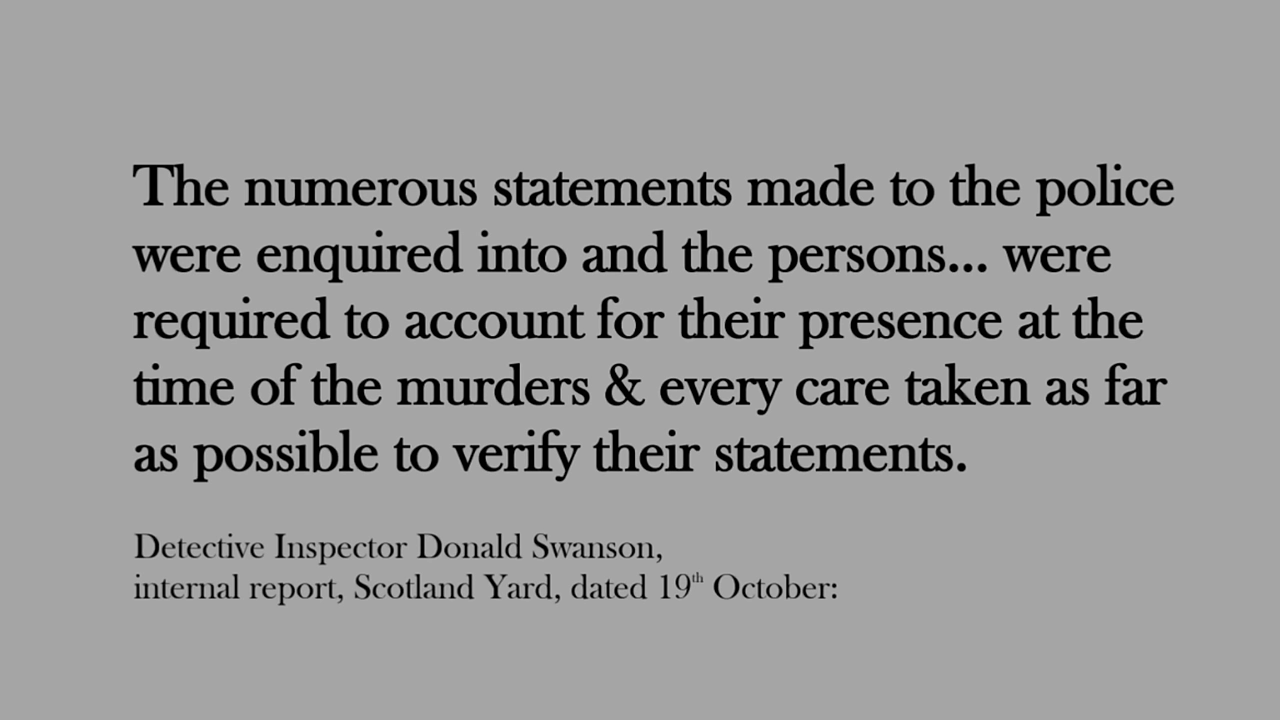 The numerous statements made to the police
were enquired into and the persons... were
required to account for their presence at the
time of the murders & every care taken as far
as possible to verify their statements.
Detective Inspector Donald Swanson,
internal report, Scotland Yard, dated 19th October: